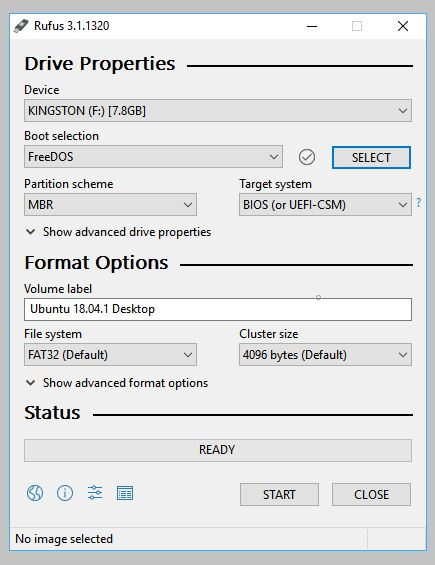 Rufus 3.1.1320
Drive Properties
Device
KINGSTON (F:) [7.8GB]
Boot selection
FreeDOS
SELECT
Partition scheme
Target system
MBR
BIOS (or UEFI-CSM)
?
Show advanced drive properties
Format Options
Volume label
Ubuntu 18.04.1 Desktop
File system
Cluster size
FAT32 (Default)
4096 bytes (Default)
Show advanced format options
Status
READY
START
CLOSE
No image selected